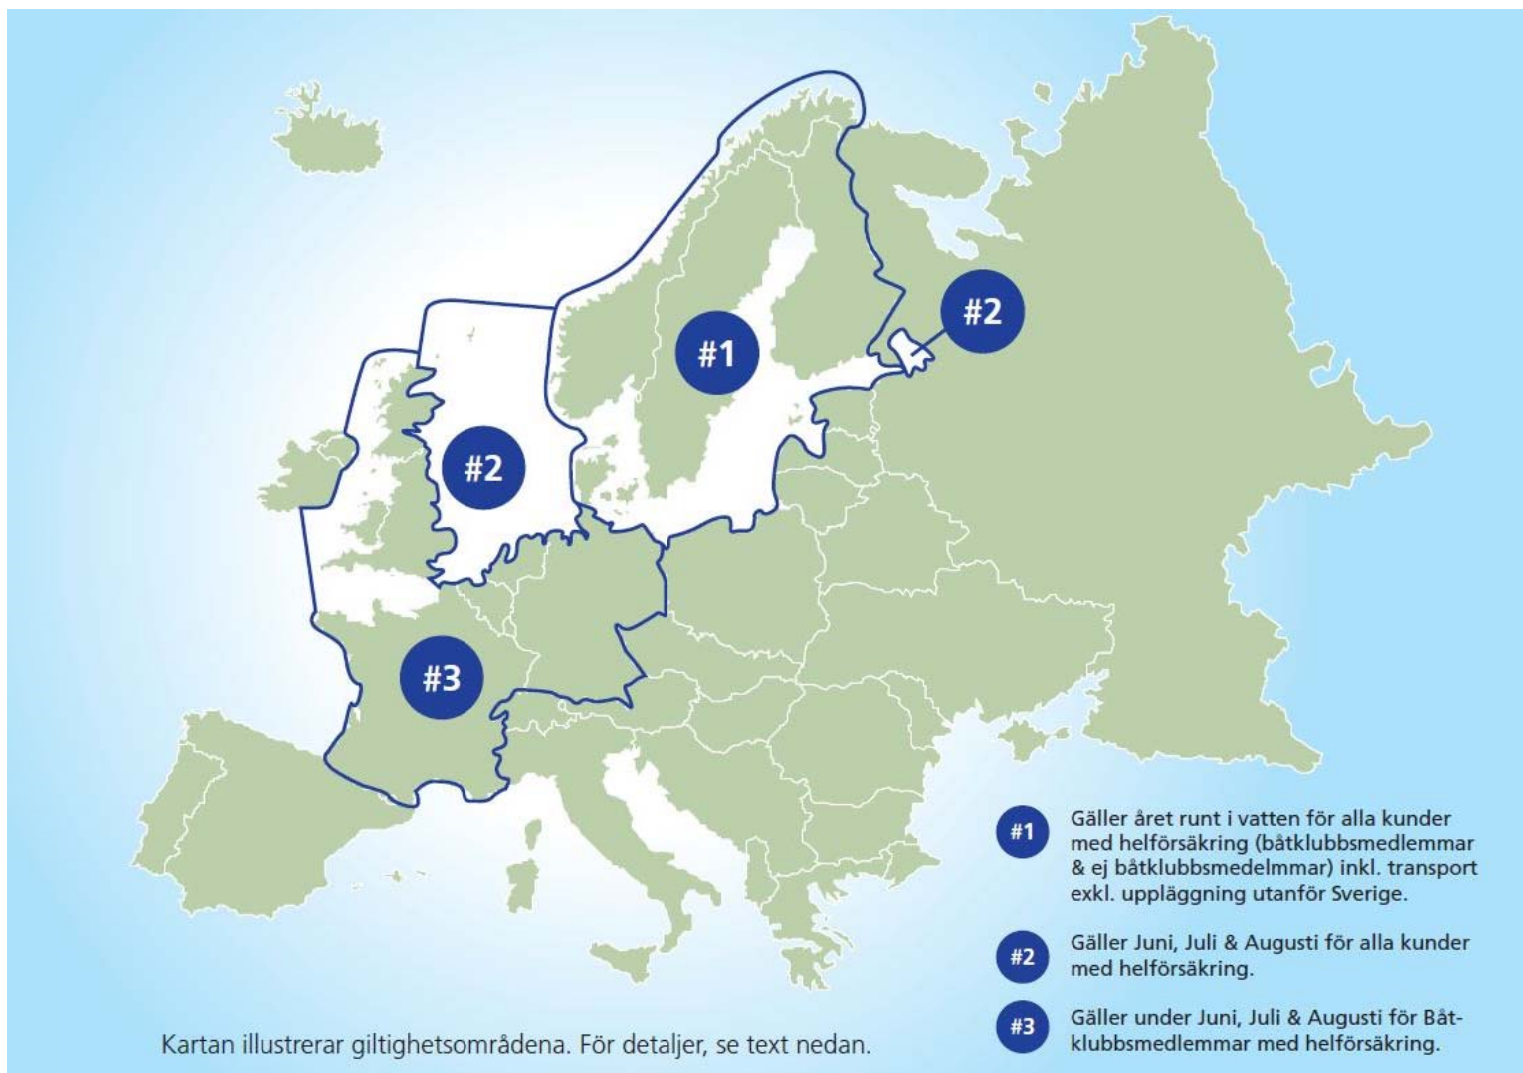 #1
#2
#2
#3
#1
Gäller året runt i vatten för alla kunder
med helförsäkring (båtklubbsmedlemmar
& ej båtklubbsmedelmmar) inkl. transport
exkl. uppläggning utanför Sverige.
#2
Gäller Juni, Juli & Augusti för alla kunder
med helförsäkring.
#3
Gäller under Juni, Juli & Augusti för Båt-
klubbsmedlemmar med helförsäkring.
Kartan illustrerar giltighetsområdena. För detaljer, se text nedan.